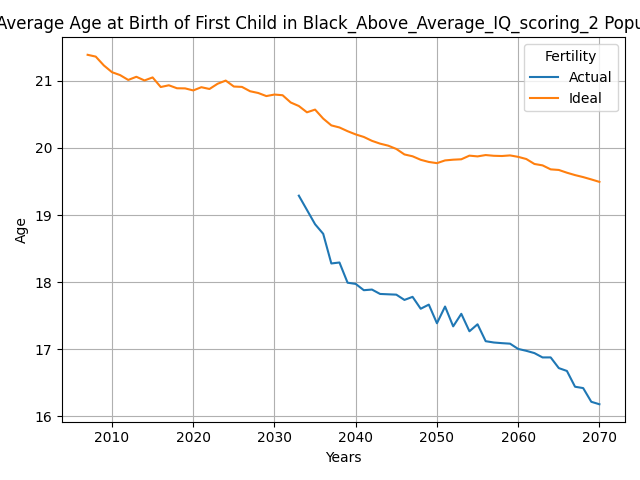 Average Age at Birth of First Child in Black_Above_Average_IQ_scoring_2 Popu
Fertility
Actual
Ideal
21
20
19
18
17
16
Age
2010 2020 2030 2040 2050 2060 2070
Years